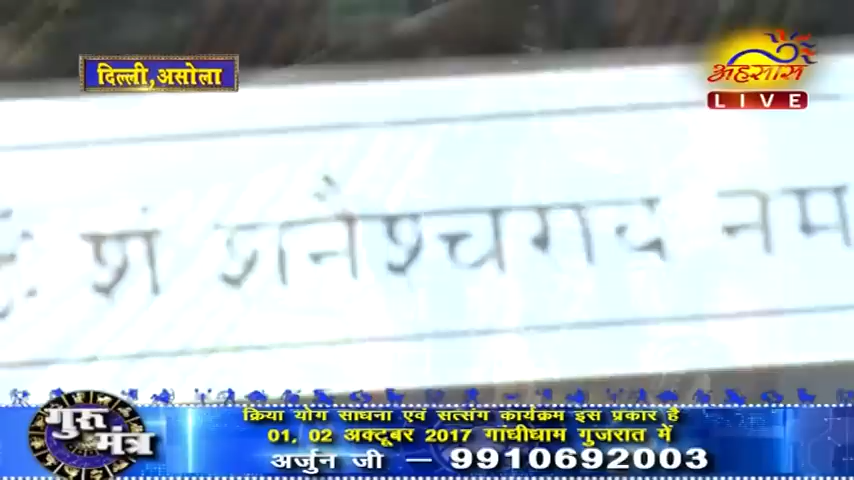 दिल्ली,असोला
अहसास
LIVE
शं शनैश्चराद नम
गुरु मंत्र
क्रिया योग साधना एवं सत्संग कार्यक्रम इस प्रकार है
01, 02 अक्टूबर 2017 गांधीधाम गुजरात में
अर्जुन जी – 9910692003